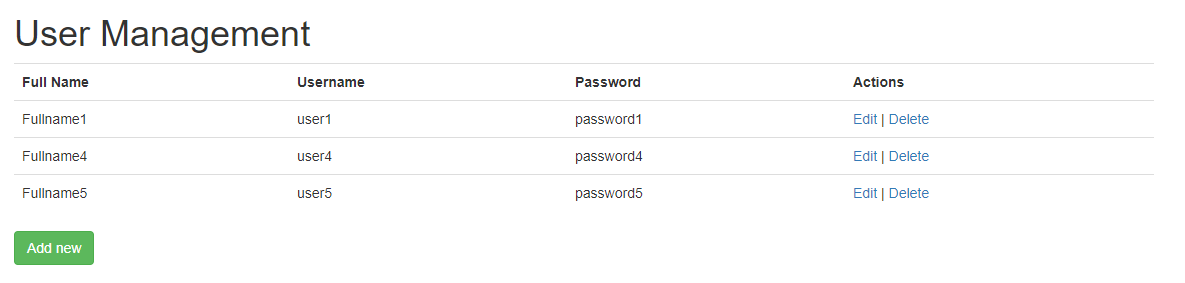 User Management
Full Name Username Password Actions
Fullname1 user1 password1 Edit | Delete
Fullname4 user4 password4 Edit | Delete
Fullname5 user5 password5 Edit | Delete
Add new